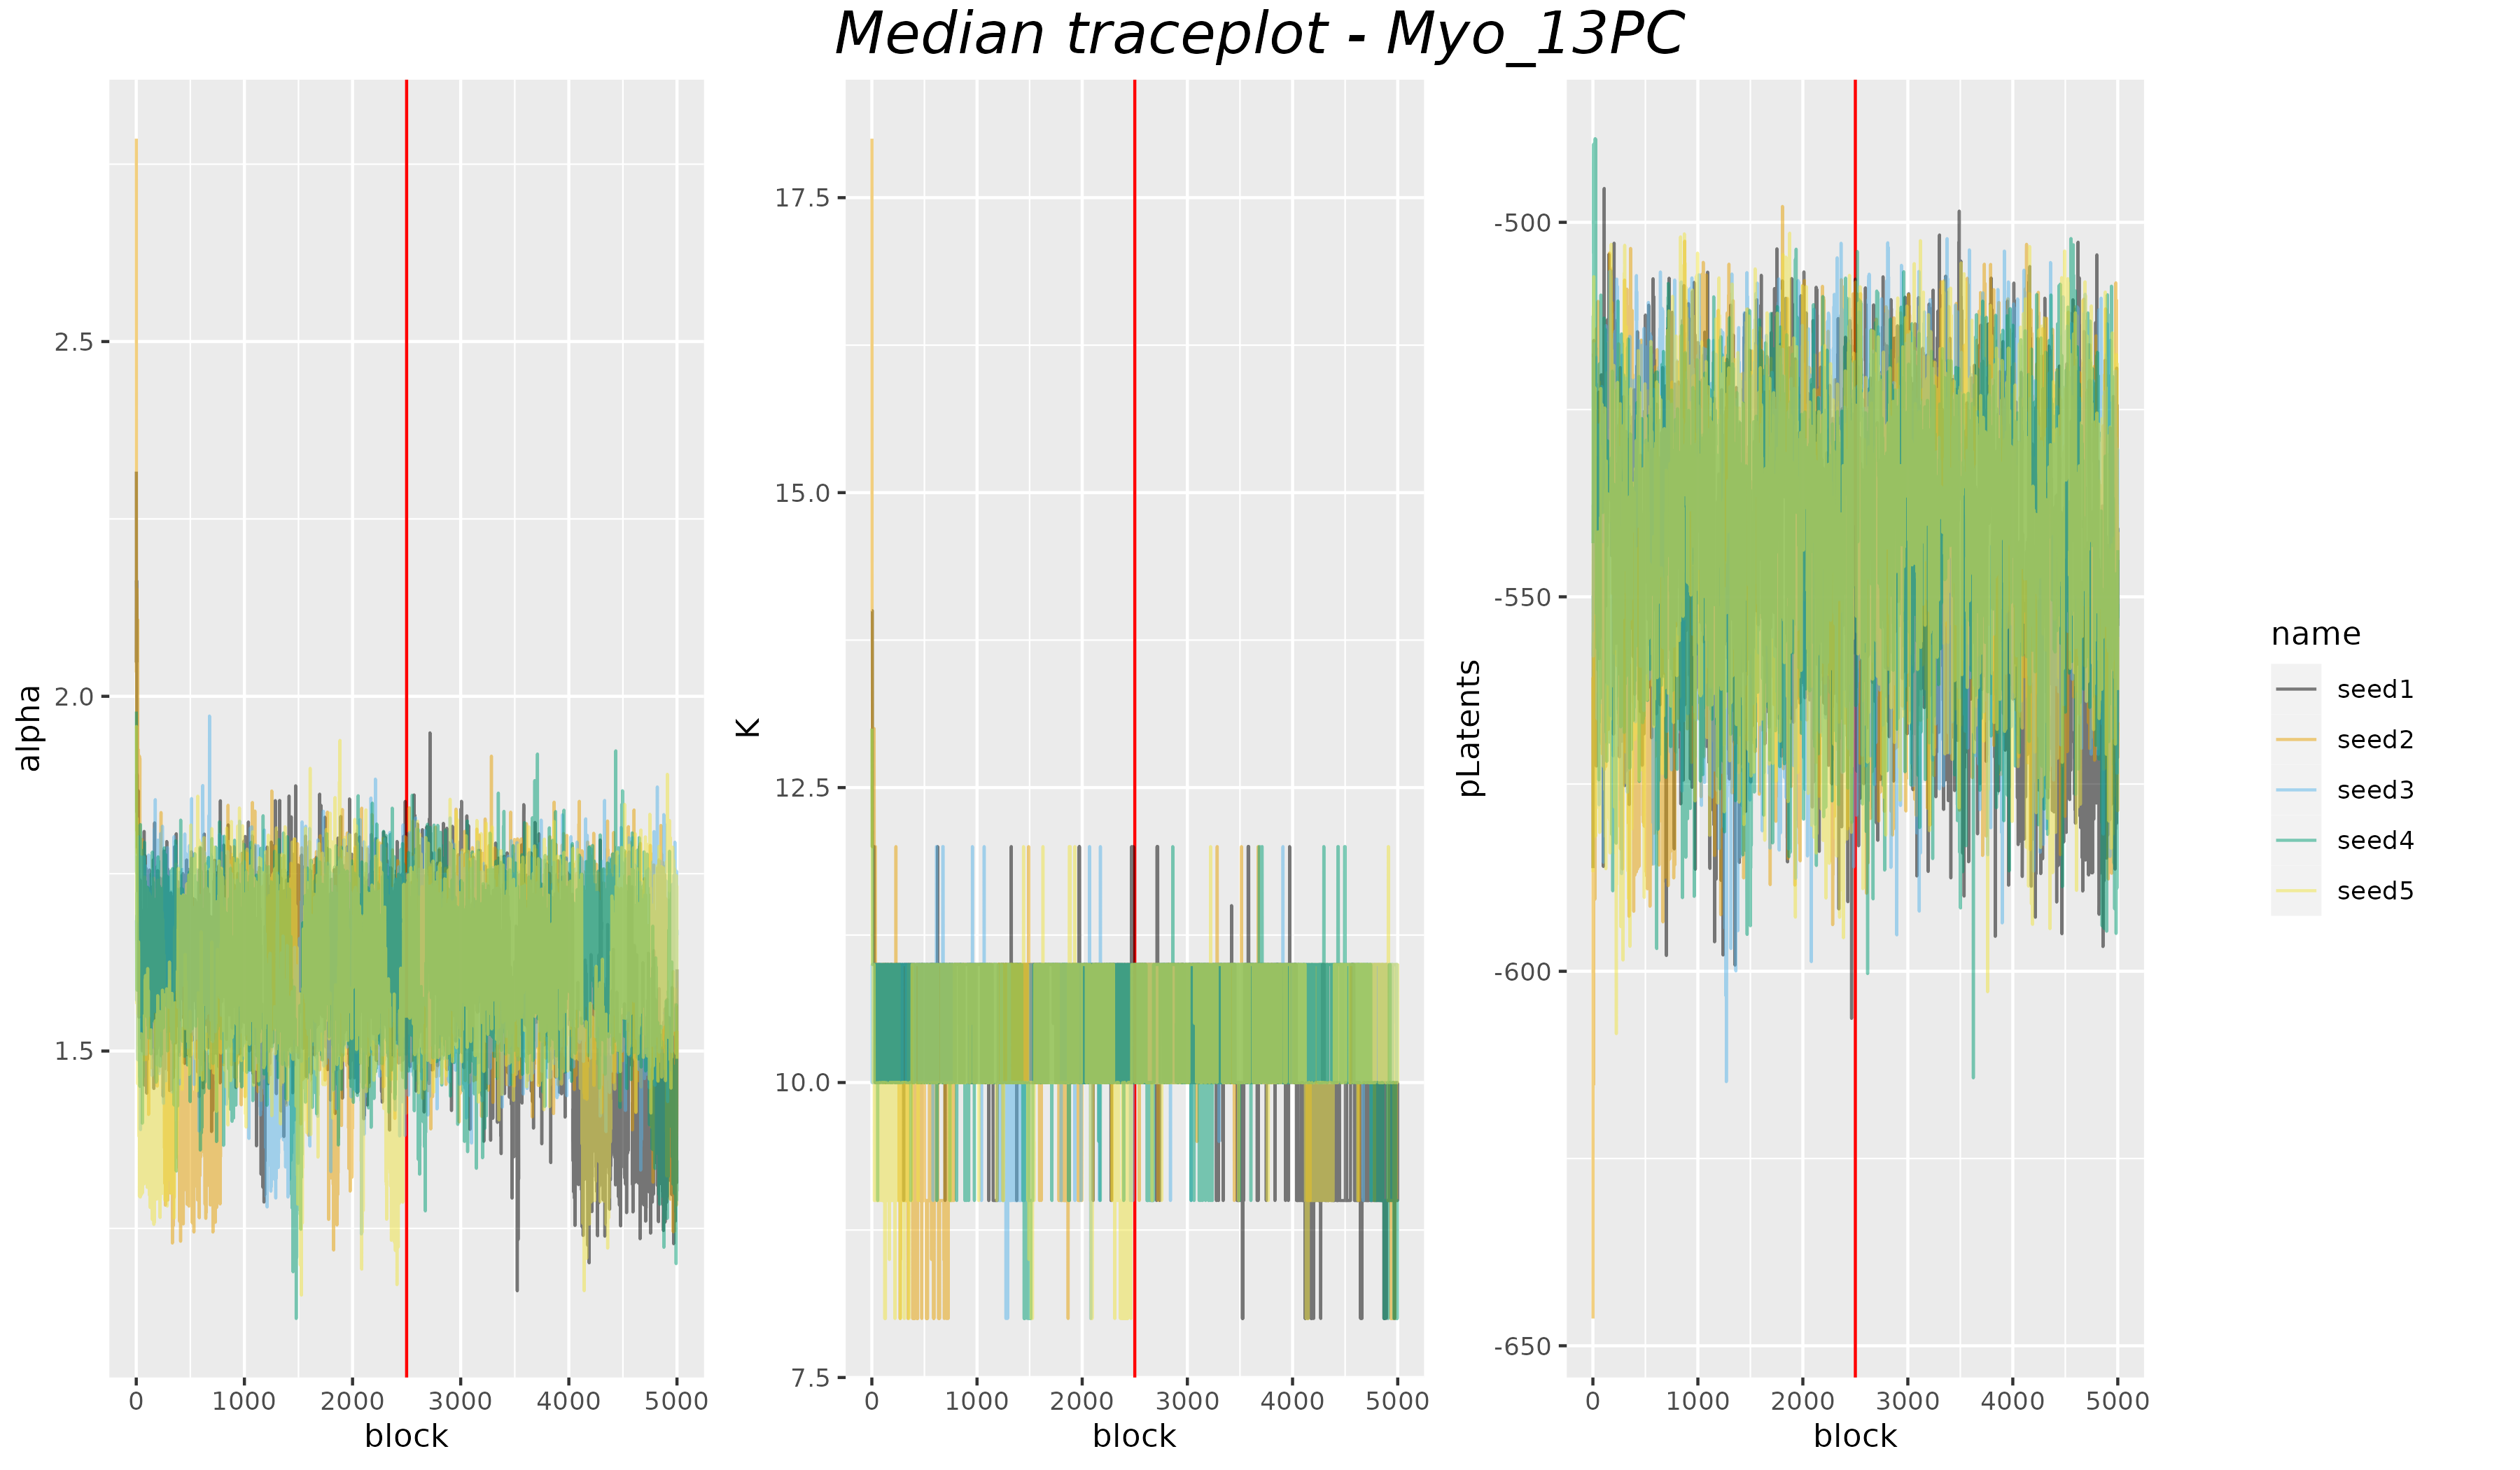 Median traceplot - Myo_13PC
alpha
2.5
2.0
1.5
0 1000 2000 3000 4000 5000
block
K
17.5
15.0
12.5
10.0
7.5
0 1000 2000 3000 4000 5000
block
pLatents
-500
-550
-600
-650
0 1000 2000 3000 4000 5000
block
name
seed1
seed2
seed3
seed4
seed5